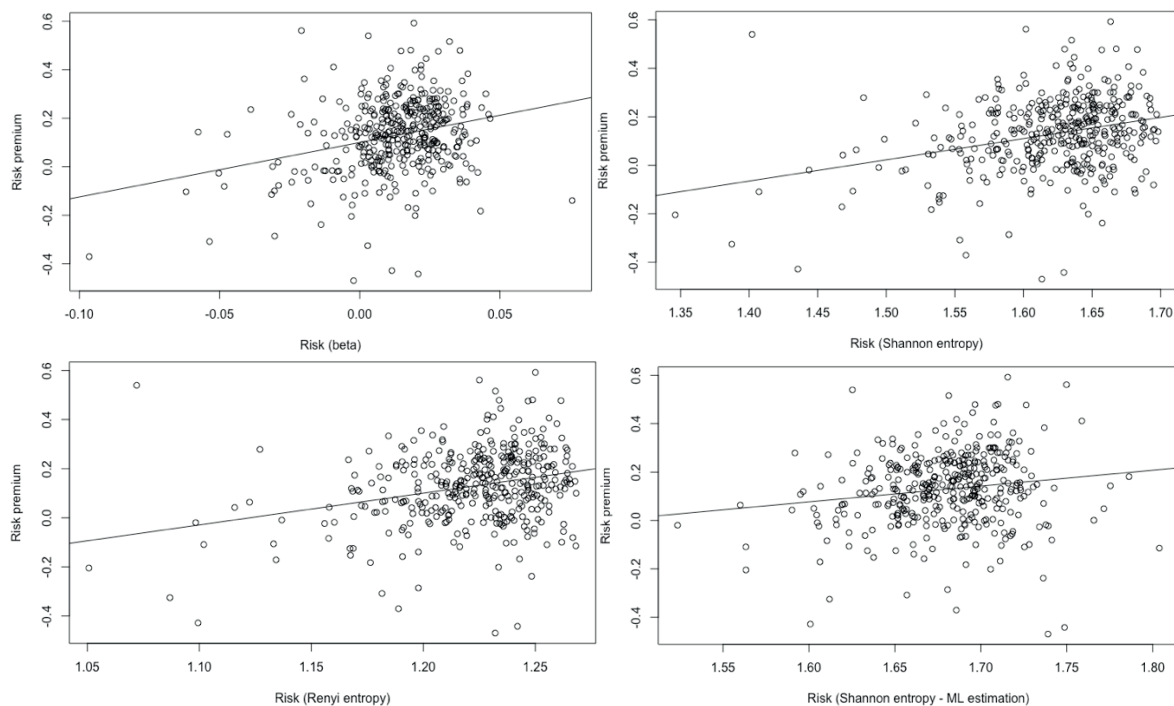 0.6
0.4
0.2
0.0
-0.2
-0.4
Risk premium
-0.10 -0.05 0.00 0.05
Risk (beta)
0.6
0.4
0.2
0.0
-0.2
-0.4
Risk premium
1.35 1.40 1.45 1.50 1.55 1.60 1.65 1.70
Risk (Shannon entropy)
0.6
0.4
0.2
0.0
-0.2
-0.4
Risk premium
1.05 1.10 1.15 1.20 1.25
Risk (Renyi entropy)
0.6
0.4
0.2
0.0
-0.2
-0.4
Risk premium
1.55 1.60 1.65 1.70 1.75 1.80
Risk (Shannon entropy - ML estimation)